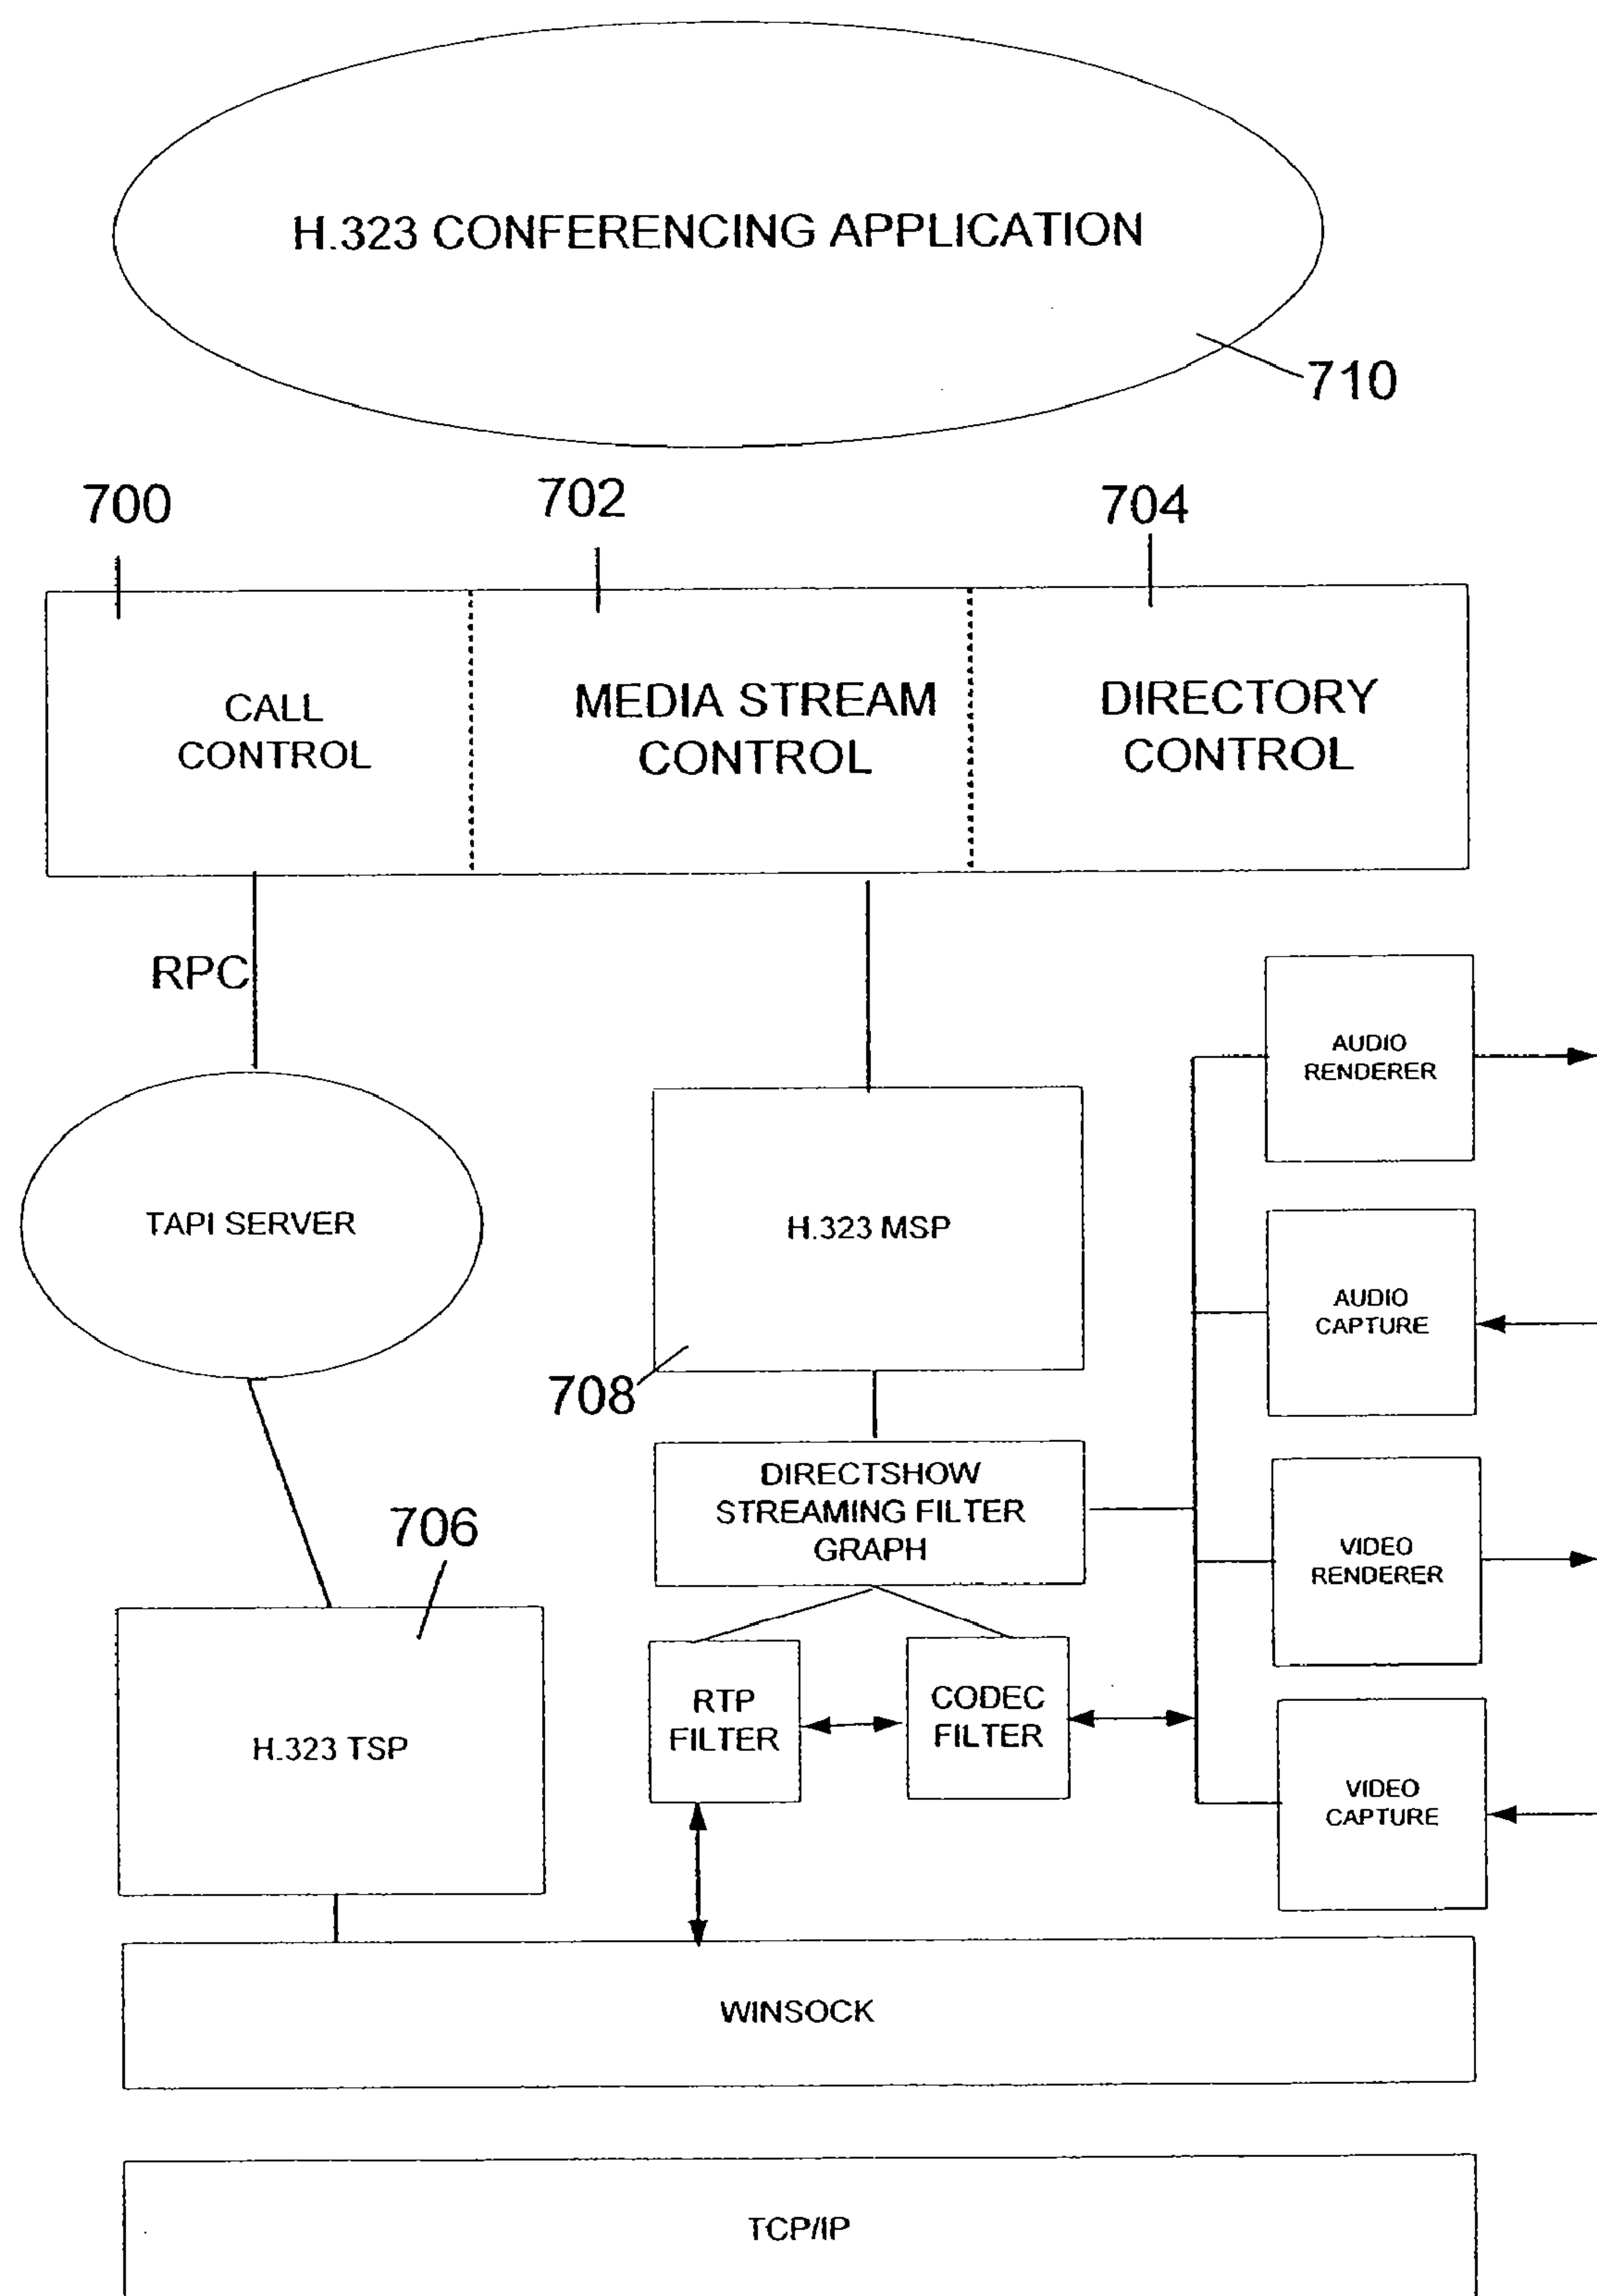 H.323 CONFERENCING APPLICATION
710
700
702
704
CALL
CONTROL
MEDIA STREAM
CONTROL
DIRECTORY
CONTROL
RPC
AUDIO
RENDERER
TAPI SERVER
H.323 MSP
AUDIO
CAPTURE
708
DIRECTSHOW
STREAMING FILTER
GRAPH
706
VIDEO
RENDERER
H.323 TSP
RTP
FILTER
CODEC
FILTER
VIDEO
CAPTURE
WINSOCK
TCP/IP